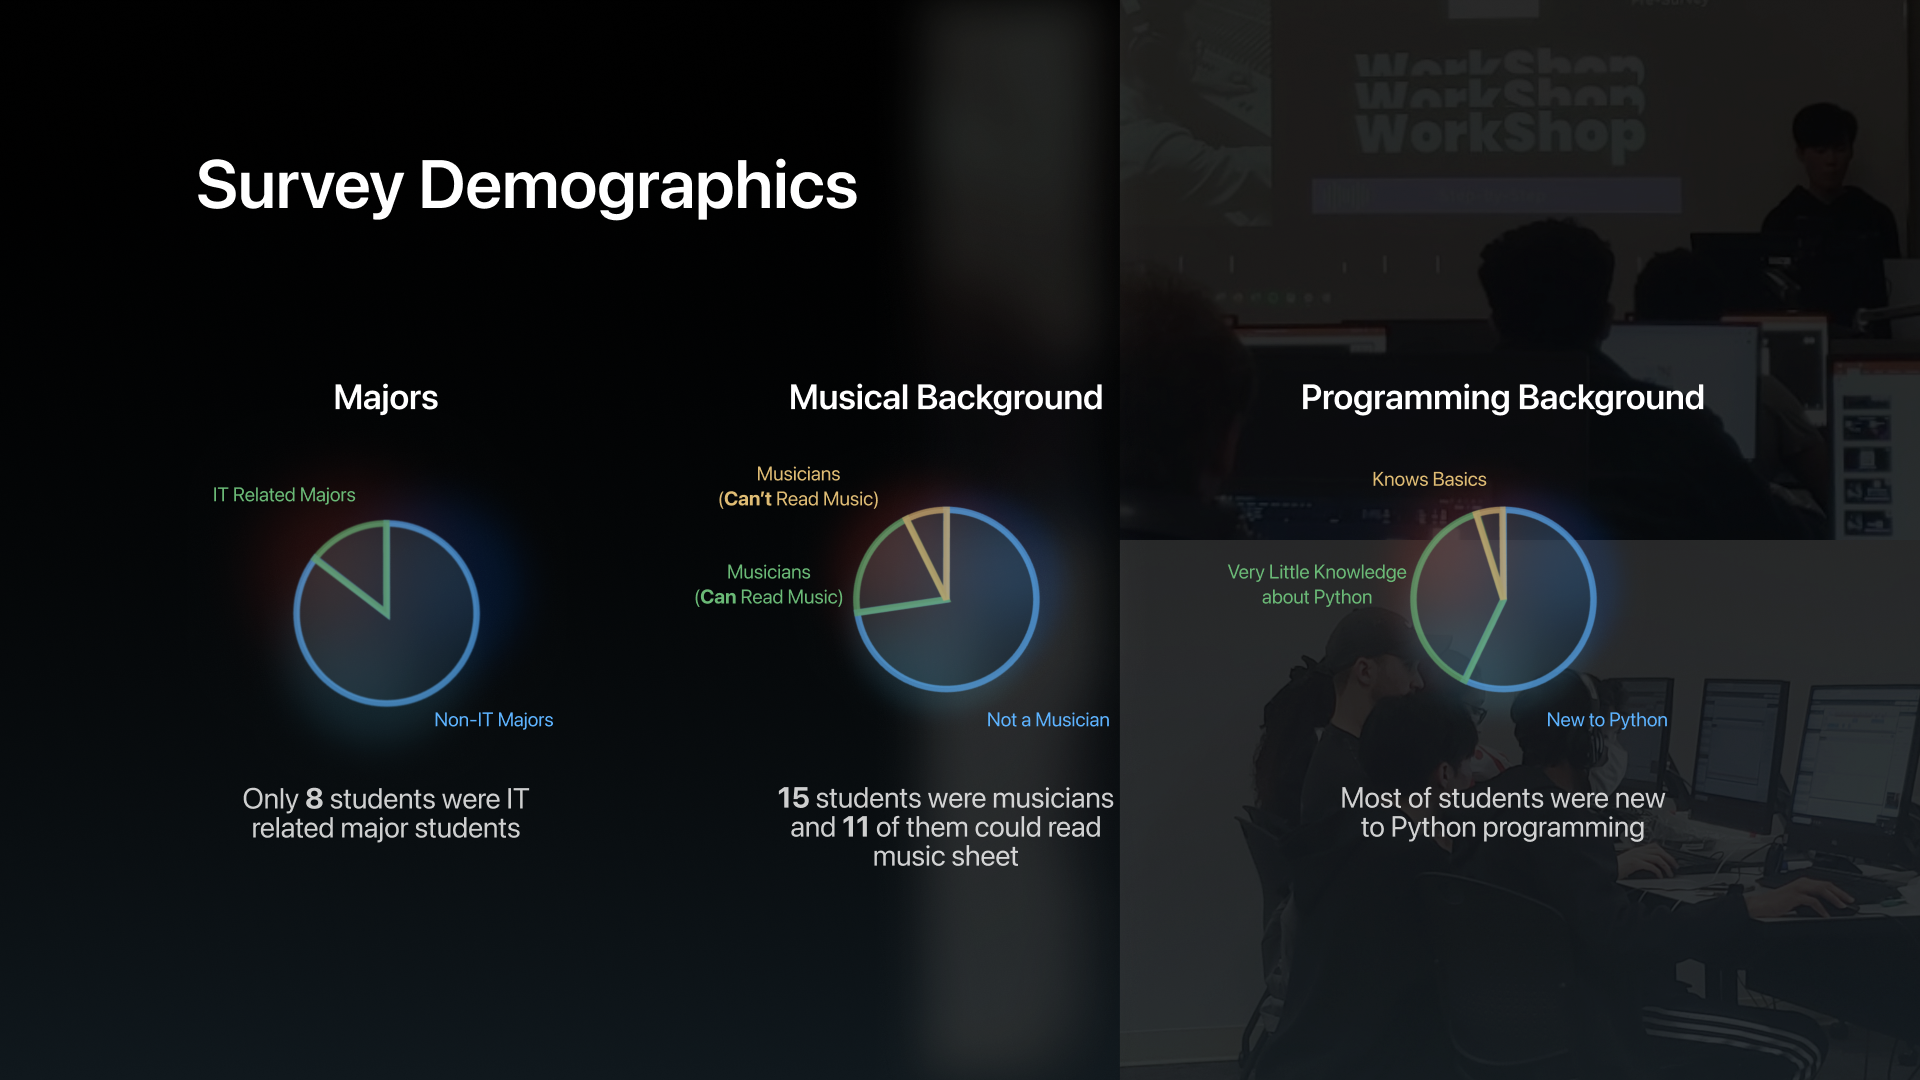 Pre-Survey
WorkShop
WorkShop
WorkShop
Survey Demographics
Majors
IT Related Majors
Non-IT Majors
Only 8 students were IT
related major students
Musical Background
Musicians
(Can't Read Music)
Musicians
(Can Read Music)
Not a Musician
15 students were musicians
and 11 of them could read
music sheet
Programming Background
Knows Basics
Very Little Knowledge
about Python
New to Python
Most of students were new
to Python programming